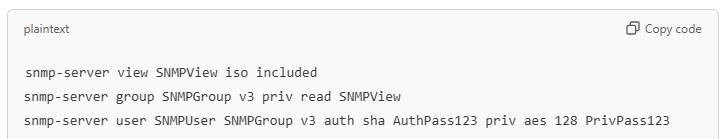 plaintext
Copy code
snmp-server view SNMPView iso included
snmp-server group SNMPGroup v3 priv read SNMPView
snmp-server user SNMPUser SNMPGroup v3 auth sha AuthPass123 priv aes 128 PrivPass123